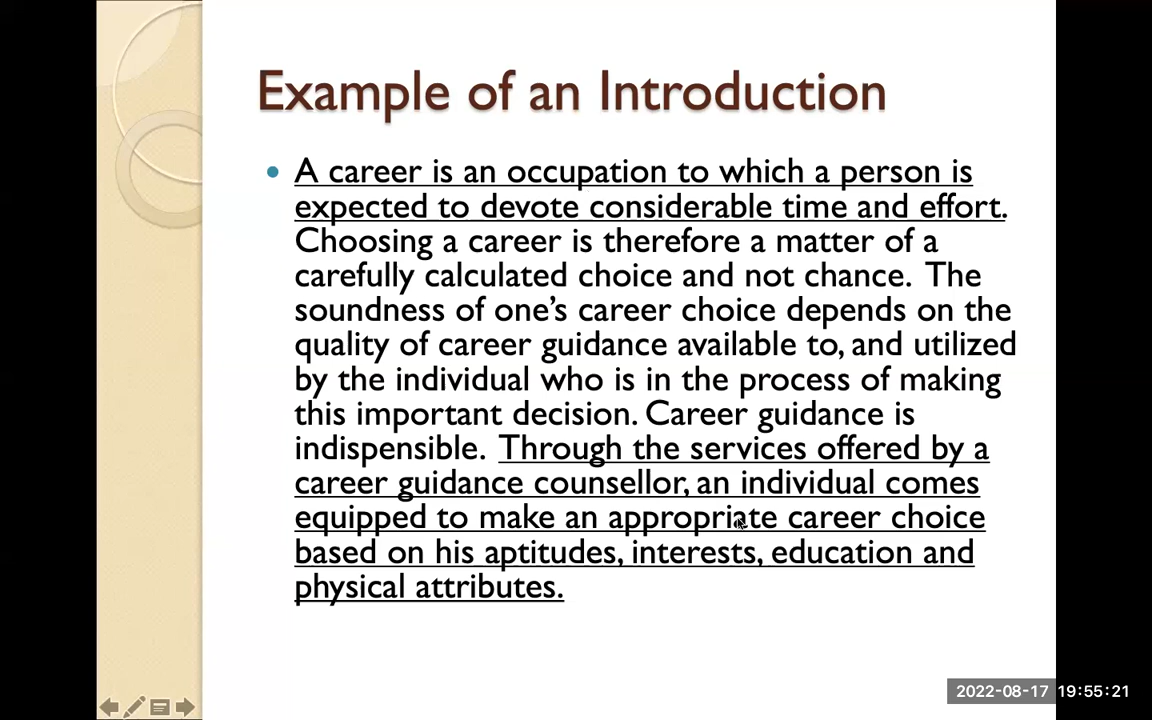 Example of an Introduction
A career is an occupation to which a person is
expected to devote considerable time and effort.
Choosing a career is therefore a matter of a
carefully calculated choice and not chance. The
soundness of one's career choice depends on the
quality of career guidance available to, and utilized
by the individual who is in the process of making
this important decision. Career guidance is
indispensible. Through the services offered by a
career guidance counsellor, an individual comes
equipped to make an appropriate career choice
based on his aptitudes, interests, education and
physical attributes.
2022-08-17 19:55:21